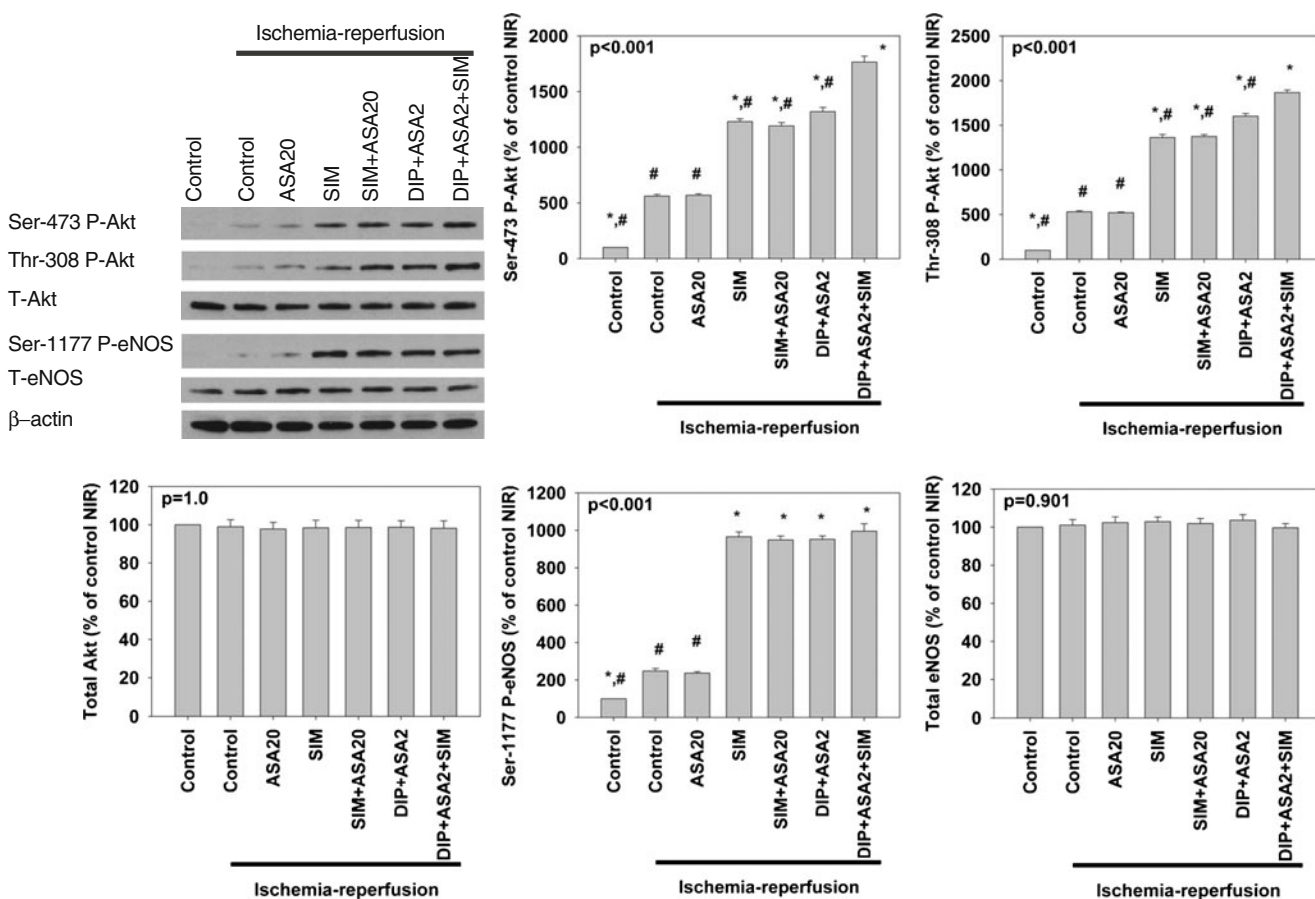 Ischemia-reperfusion
Control
Control
ASA20
SIM
SIM+ASA20
DIP+ASA2
DIP+ASA2+SIM
Ser-473 P-Akt
Thr-308 P-Akt
T-Akt
Ser-1177 P-eNOS
T-eNOS
β–actin
Ser-473 P-Akt (% of control NIR)
2000
1500
1000
500
0
p<0.001
*,#
#
#
*,#
*,#
*,#
*
Control
Control
ASA20
SIM
SIM+ASA20
DIP+ASA2
DIP+ASA2+SIM
Ischemia-reperfusion
Thr-308 P-Akt (% of control NIR)
2500
2000
1500
1000
500
0
p<0.001
*,#
#
#
*,#
*,#
*,#
*
Control
Control
ASA20
SIM
SIM+ASA20
DIP+ASA2
DIP+ASA2+SIM
Ischemia-reperfusion
Total Akt (% of control NIR)
120
100
80
60
40
20
0
p=1.0
Control
Control
ASA20
SIM
SIM+ASA20
DIP+ASA2
DIP+ASA2+SIM
Ischemia-reperfusion
Ser-1177 P-eNOS (% of control NIR)
1200
1000
800
600
400
200
0
p<0.001
*,#
#
#
*
*
*
*
Control
Control
ASA20
SIM
SIM+ASA20
DIP+ASA2
DIP+ASA2+SIM
Ischemia-reperfusion
Total eNOS (% of control NIR)
120
100
80
60
40
20
0
p=0.901
Control
Control
ASA20
SIM
SIM+ASA20
DIP+ASA2
DIP+ASA2+SIM
Ischemia-reperfusion